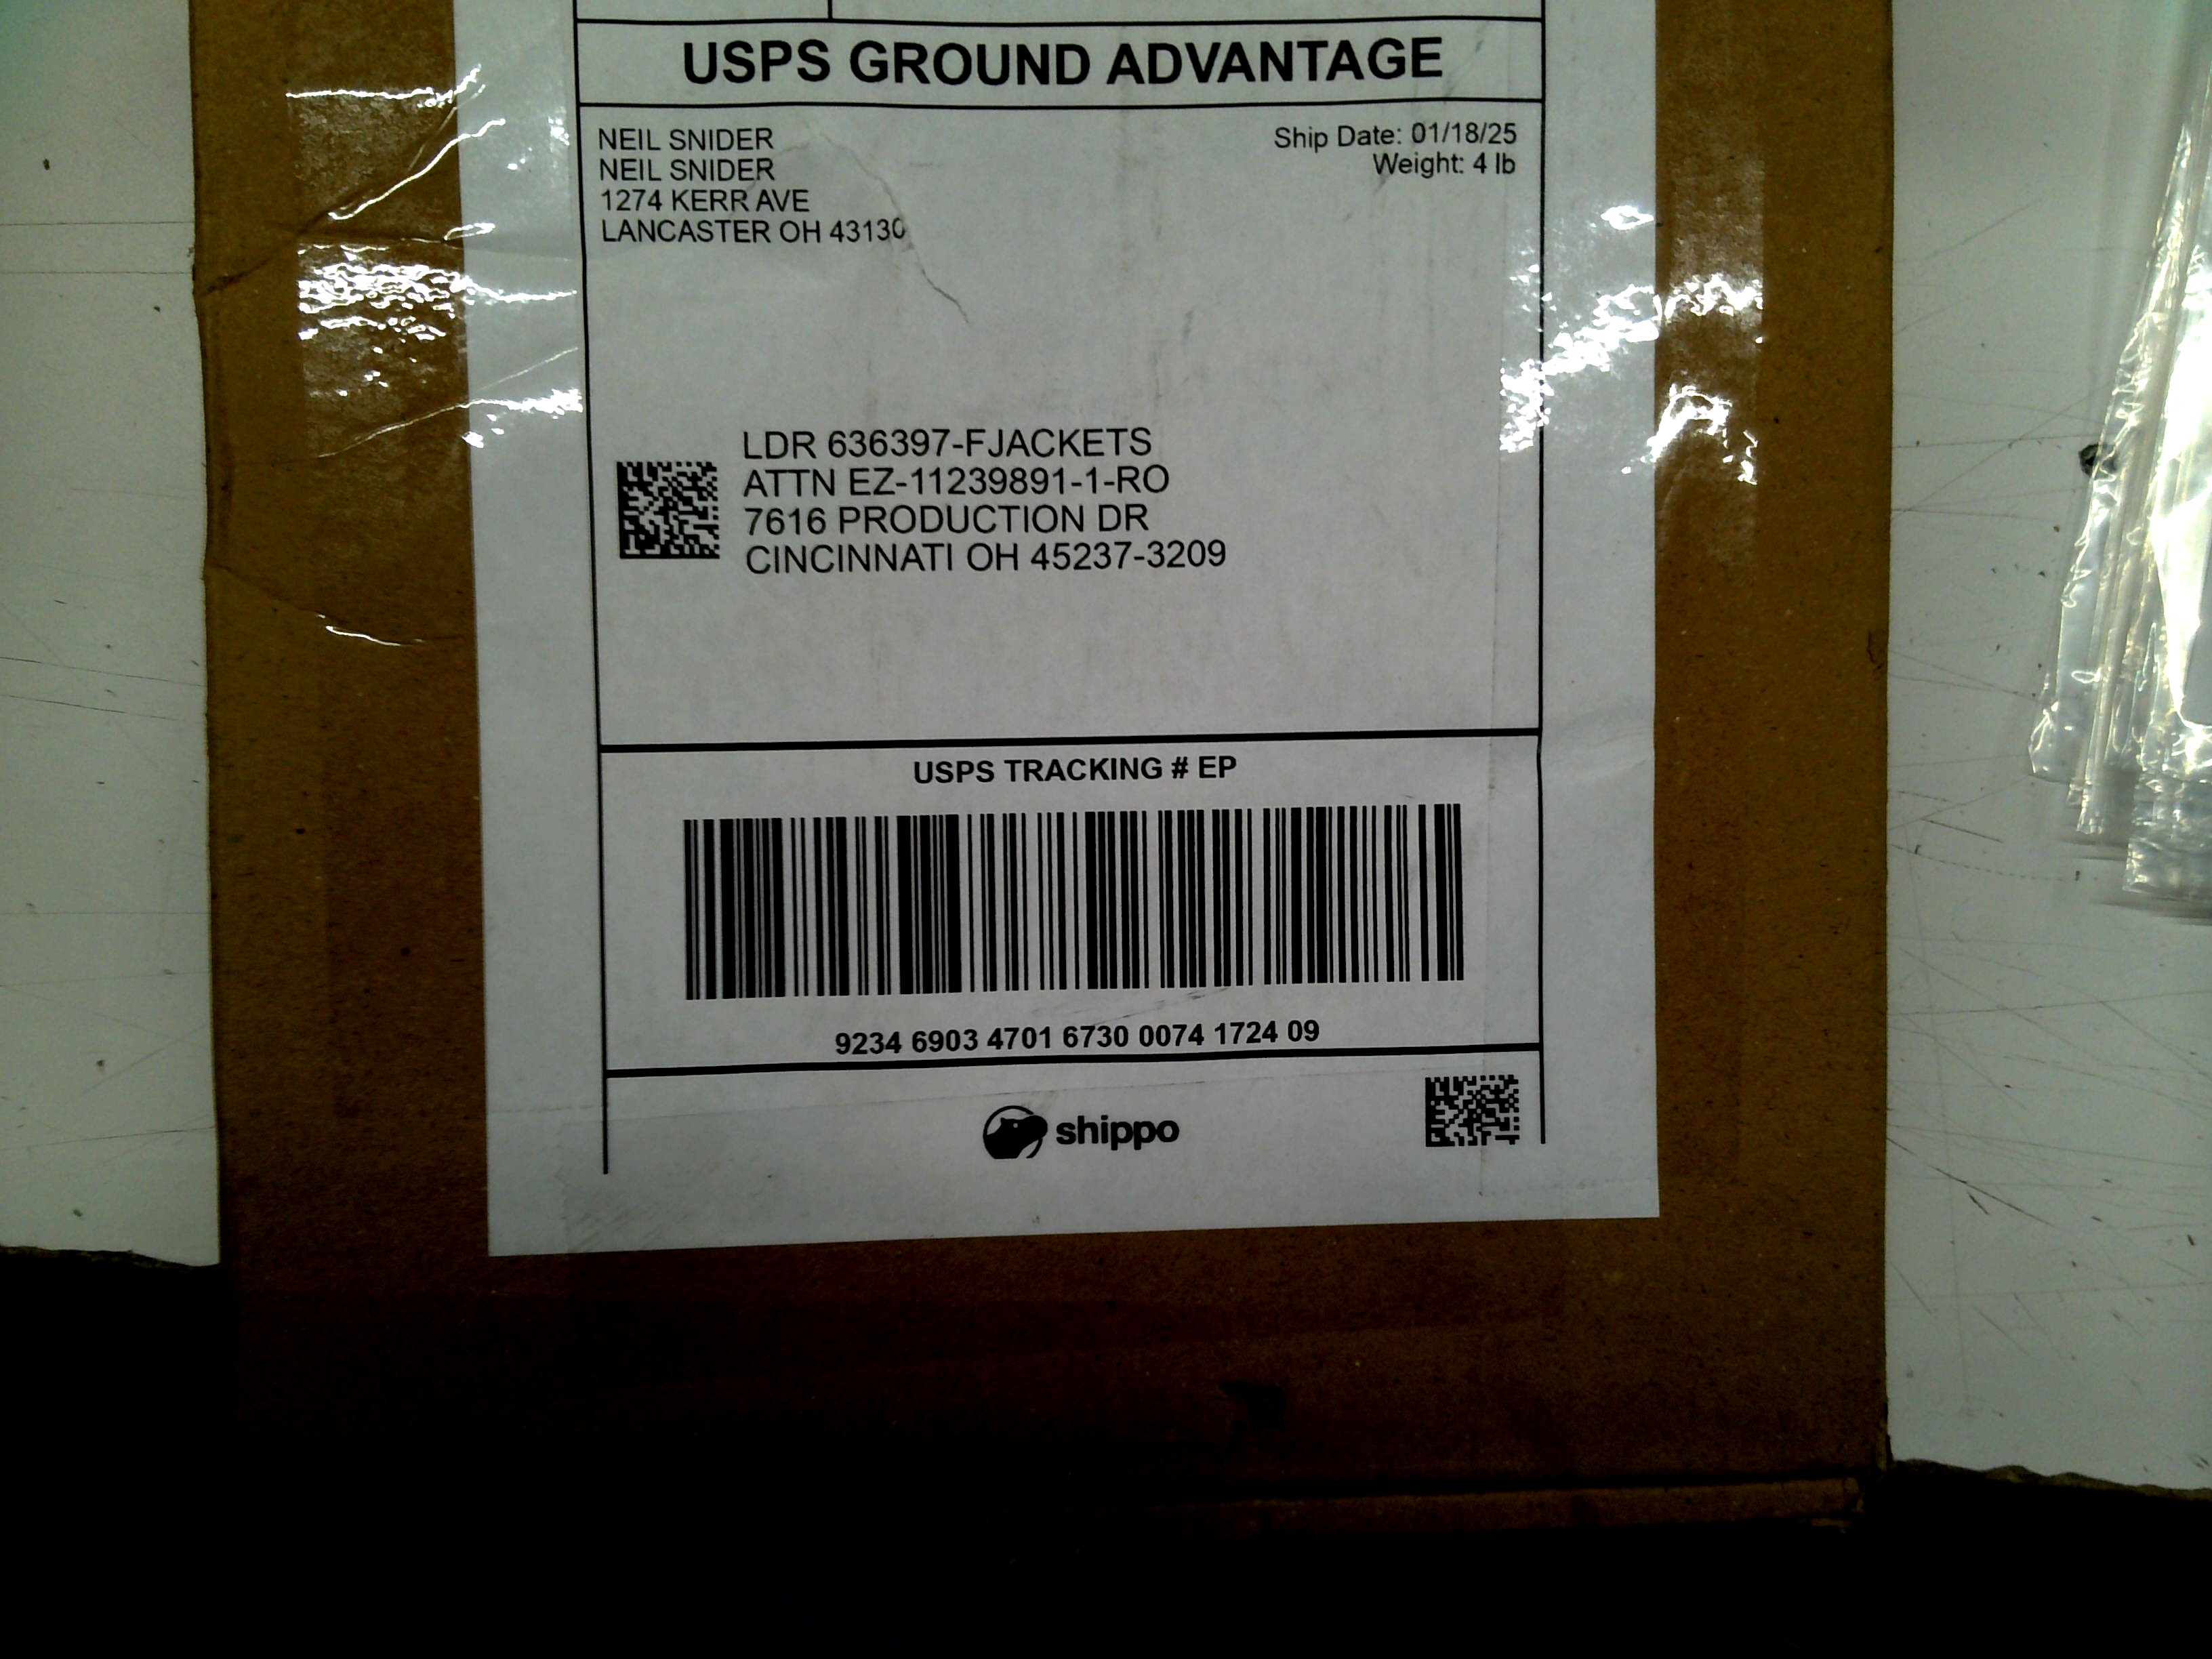 USPS GROUND ADVANTAGE
NEIL SNIDER
NEIL SNIDER
1274 KERR AVE
LANCASTER OH 43130
Ship Date: 01/18/25
Weight: 4 lb
LDR 636397-FJACKETS
ATTN EZ-11239891-1-RO
7616 PRODUCTION DR
CINCINNATI OH 45237-3209
USPS TRACKING # EP
9234 6903 4701 6730 0074 1724 09
shippo